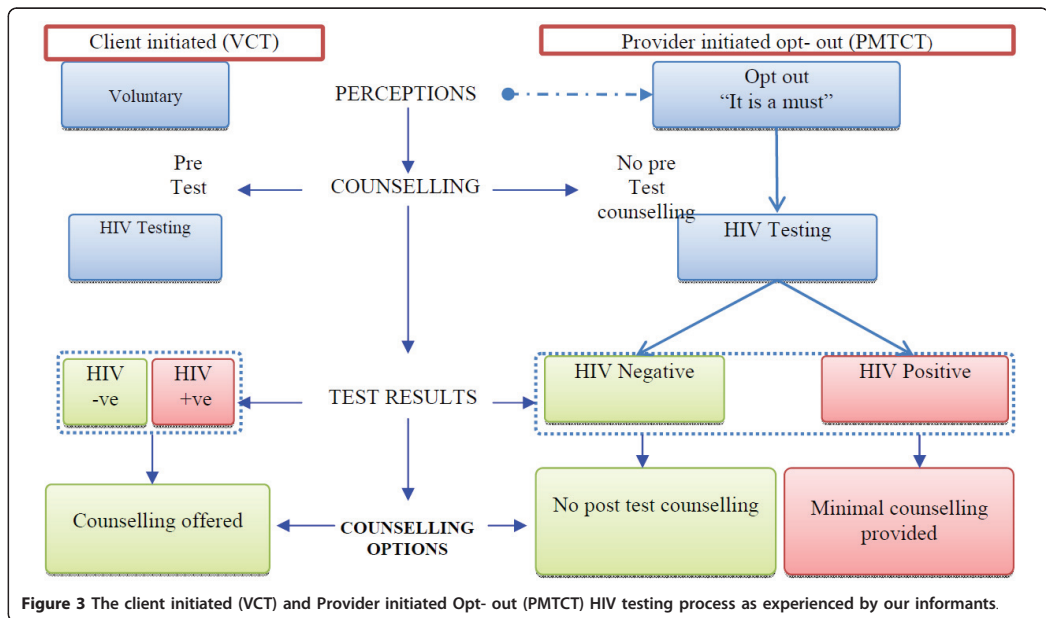 Client initiated (VCT)
Provider initiated opt- out (PMTCT)
Voluntary
PERCEPTIONS
Opt out
“It is a must”
Pre
Test
COUNSELLING
No pre
Test
counselling
HIV Testing
HIV Testing
HIV
-ve
HIV
+ve
TEST RESULTS
HIV Negative
HIV Positive
Counselling offered
COUNSELLING
OPTIONS
No post test counselling
Minimal counselling
provided
Figure 3 The client initiated (VCT) and Provider initiated Opt- out (PMTCT) HIV testing process as experienced by our informants.